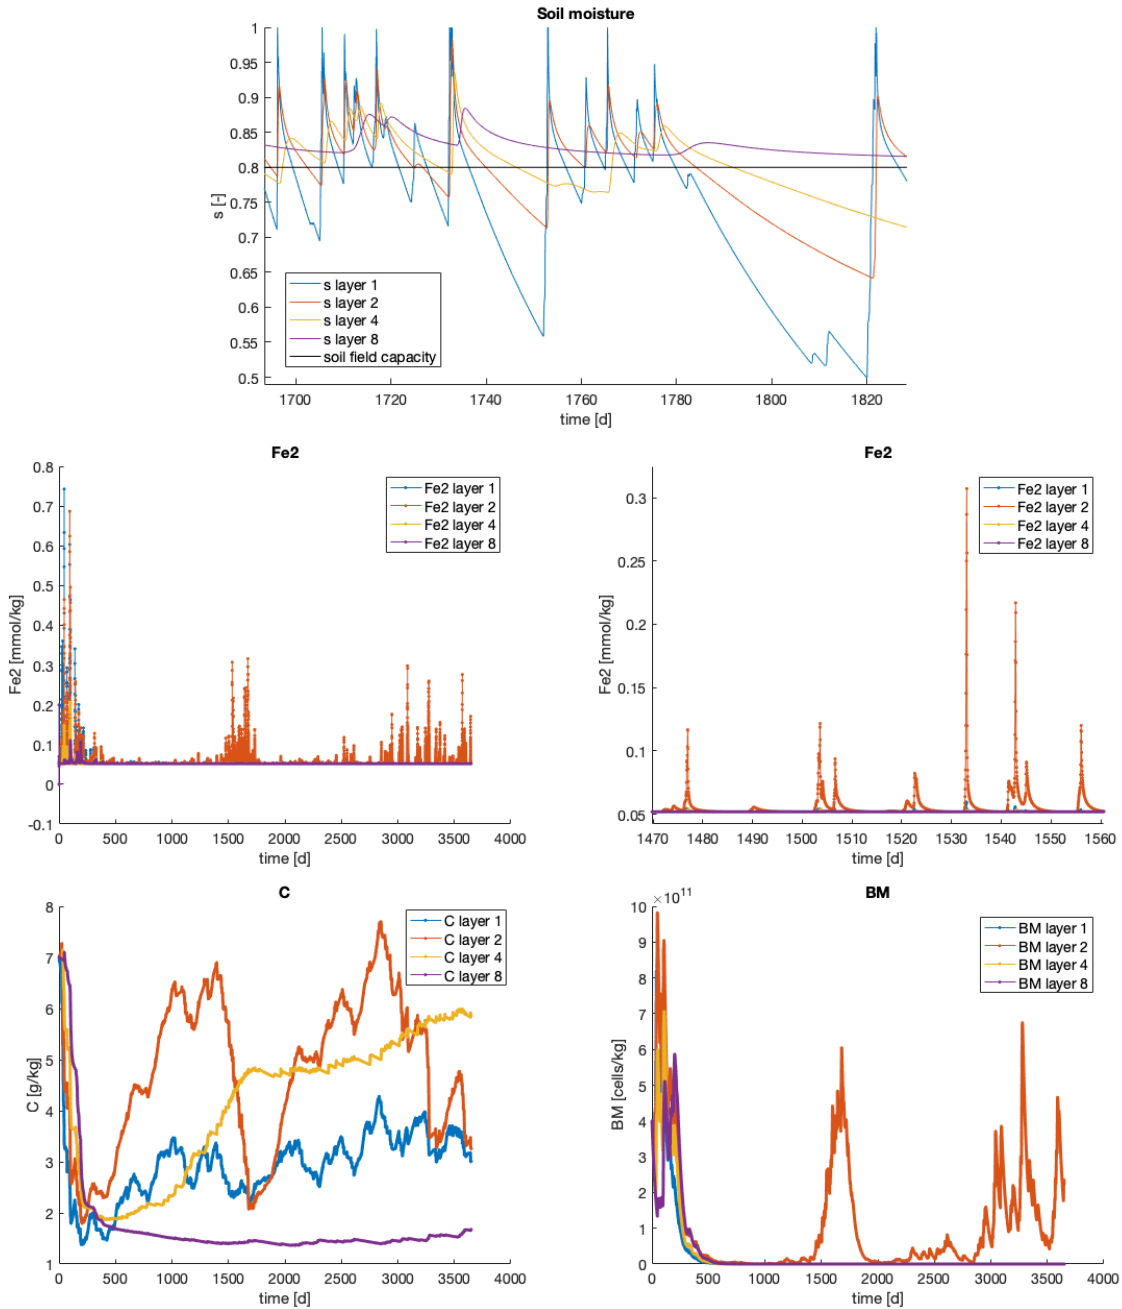 Soil moisture
1
0.95
0.9
0.85
0.8
0.75
0.7
0.65
0.6
0.55
0.5
s [-]
s layer 1
s layer 2
s layer 4
s layer 8
soil field capacity
1700 1720 1740 1760 1780 1800 1820
time [d]
Fe2
0.8
0.7
0.6
0.5
0.4
0.3
0.2
0.1
0
-0.1
Fe2 [mmol/kg]
Fe2 layer 1
Fe2 layer 2
Fe2 layer 4
Fe2 layer 8
0 500 1000 1500 2000 2500 3000 3500 4000
time [d]
Fe2
0.3
0.25
0.2
0.15
0.1
0.05
Fe2 [mmol/kg]
Fe2 layer 1
Fe2 layer 2
Fe2 layer 4
Fe2 layer 8
1470 1480 1490 1500 1510 1520 1530 1540 1550 1560
time [d]
C
8
7
6
5
4
3
2
1
C [g/kg]
C layer 1
C layer 2
C layer 4
C layer 8
0 500 1000 1500 2000 2500 3000 3500 4000
time [d]
BM
×10^11
10
9
8
7
6
5
4
3
2
1
0
BM [cells/kg]
BM layer 1
BM layer 2
BM layer 4
BM layer 8
0 500 1000 1500 2000 2500 3000 3500 4000
time [d]